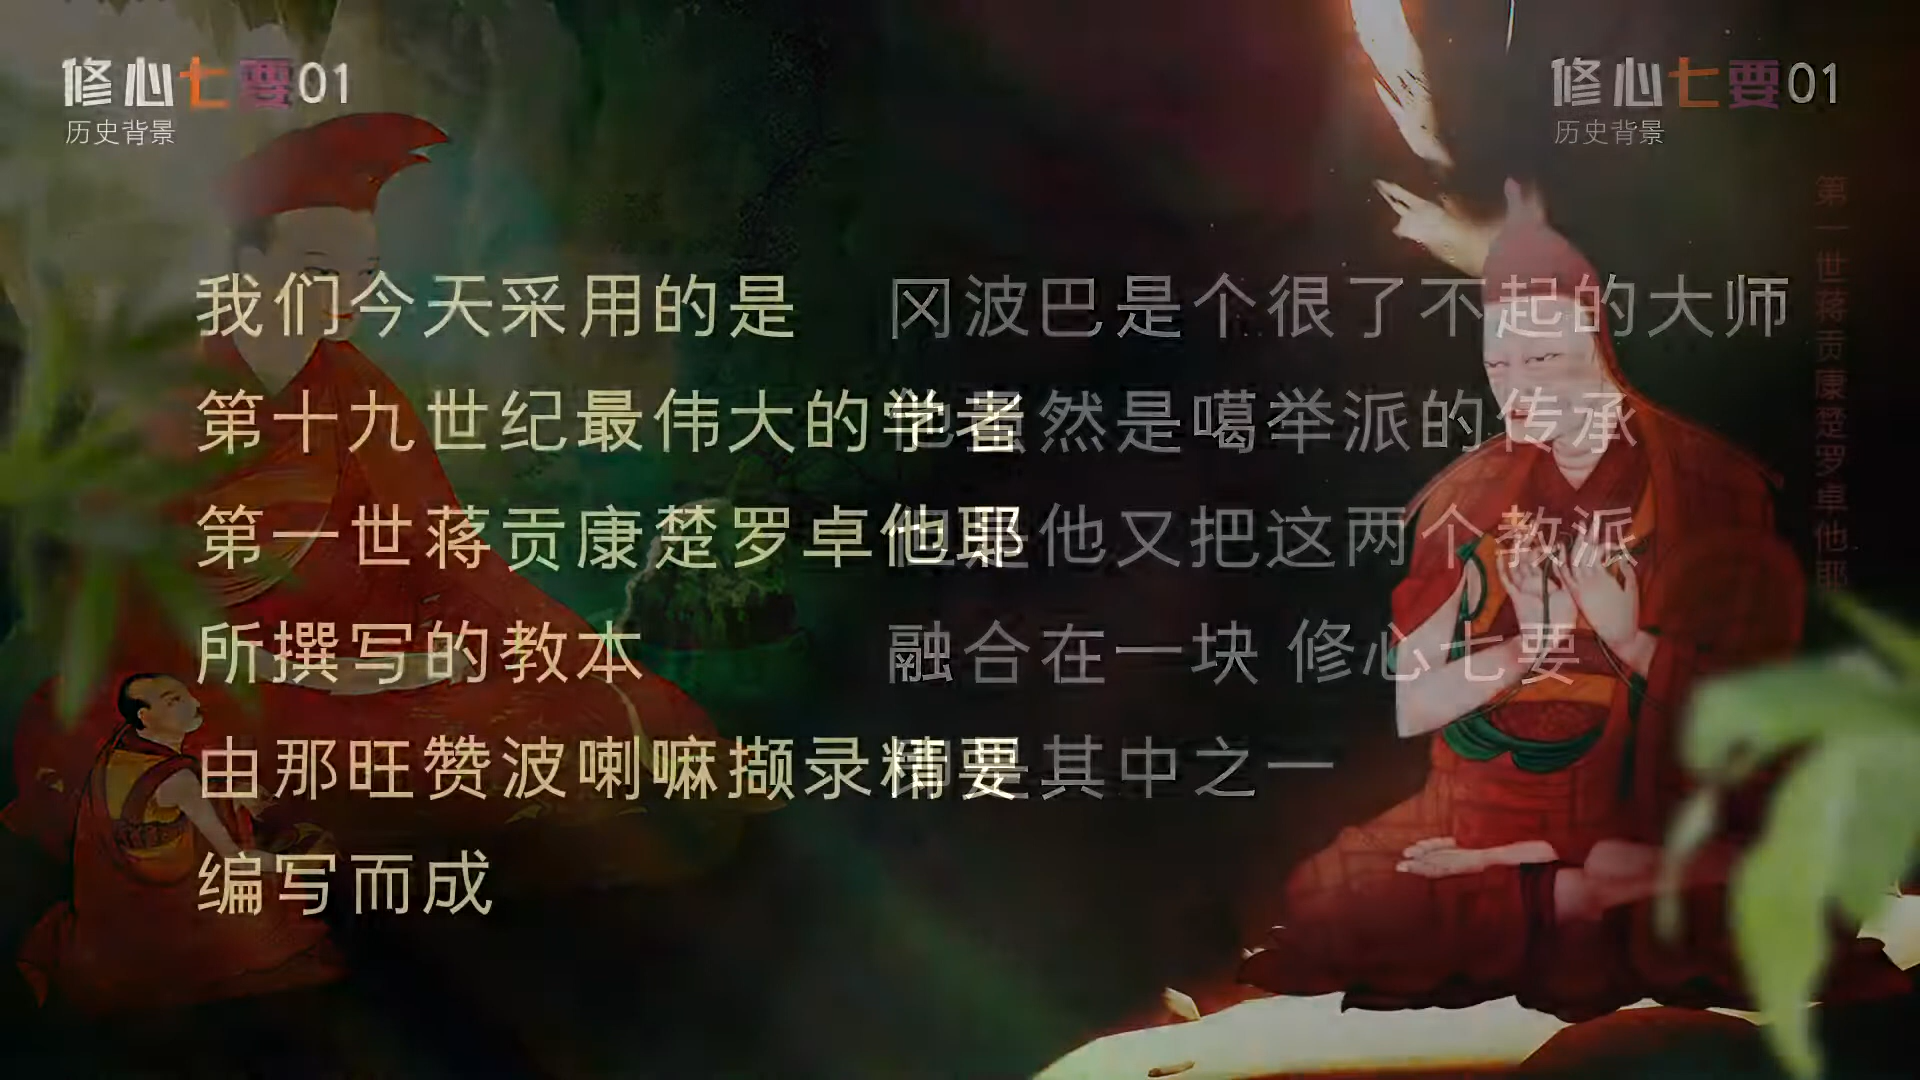 修心七要01
历史背景
我们今天采用的是
第十九世纪最伟大的学者
第一世蒋贡康楚罗卓他耶
所撰写的教本
由那旺赞波喇嘛撷录精要
编写而成
修心七要01
历史背景
冈波巴是个很了不起的大师
他虽然是噶举派的传承
但是他又把这两个教派
融合在一块 修心七要
是其中之一
第一世蒋贡康楚罗卓他耶